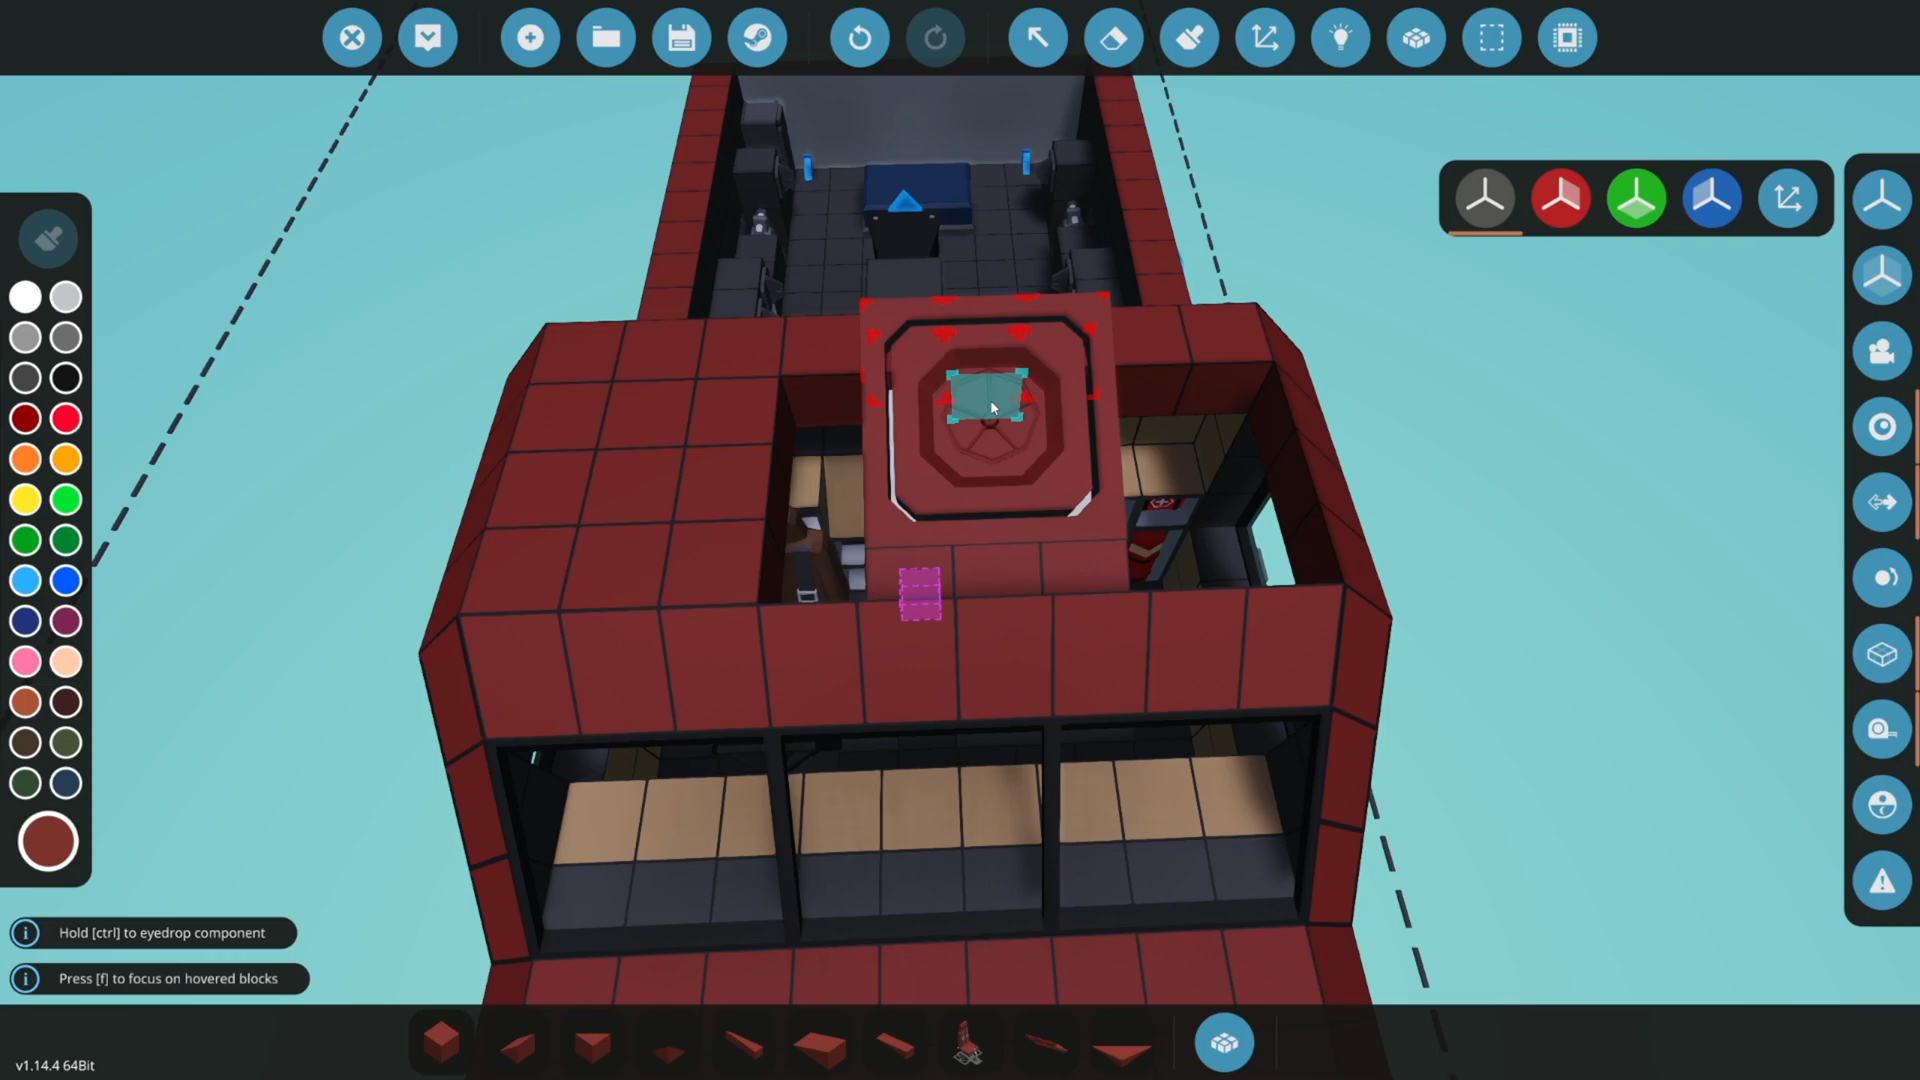 Hold [ctrl] to eyedrop component
Press [f] to focus on hovered blocks
v1.14.4 64Bit